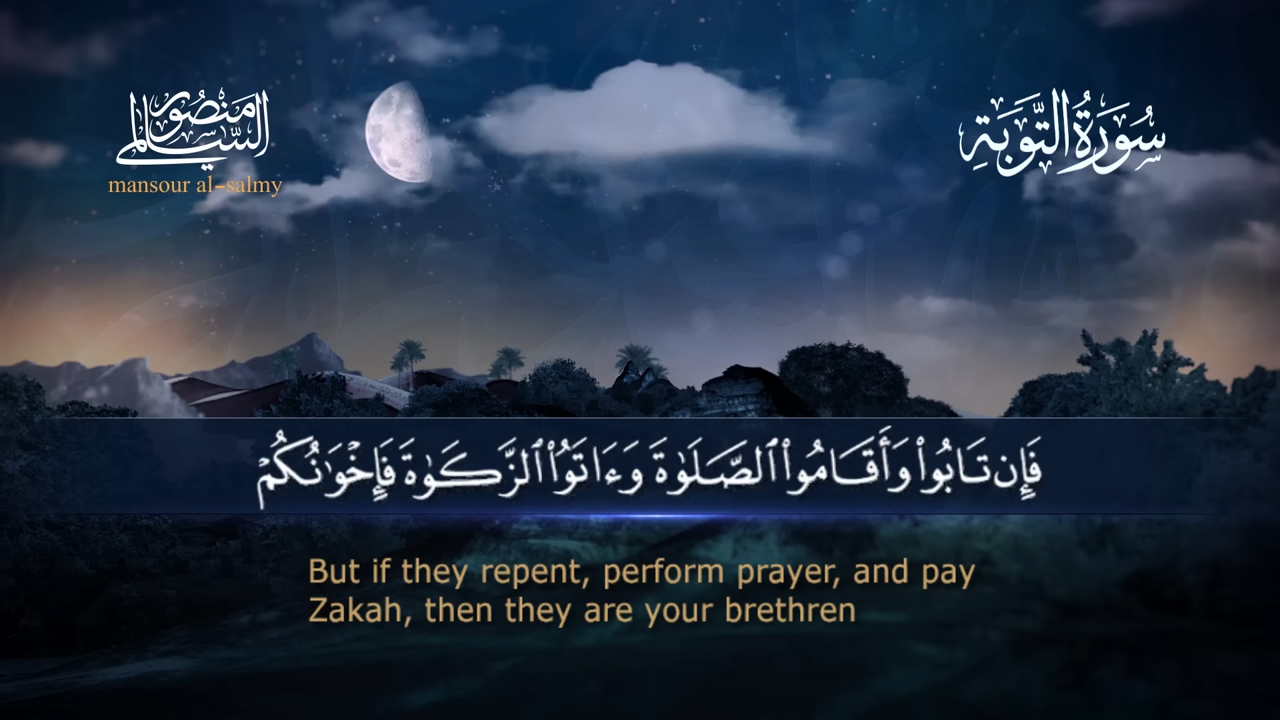 منصور السالمي
mansour al-salmy
سُورَةُ التَّوبَةِ
فَإِن تَابُوا۟ وَأَقَامُوا۟ ٱلصَّلَوٰةَ وَءَاتَوُا۟ ٱلزَّكَوٰةَ فَإِخْوَٰنُكُمْ
But if they repent, perform prayer, and pay
Zakah, then they are your brethren